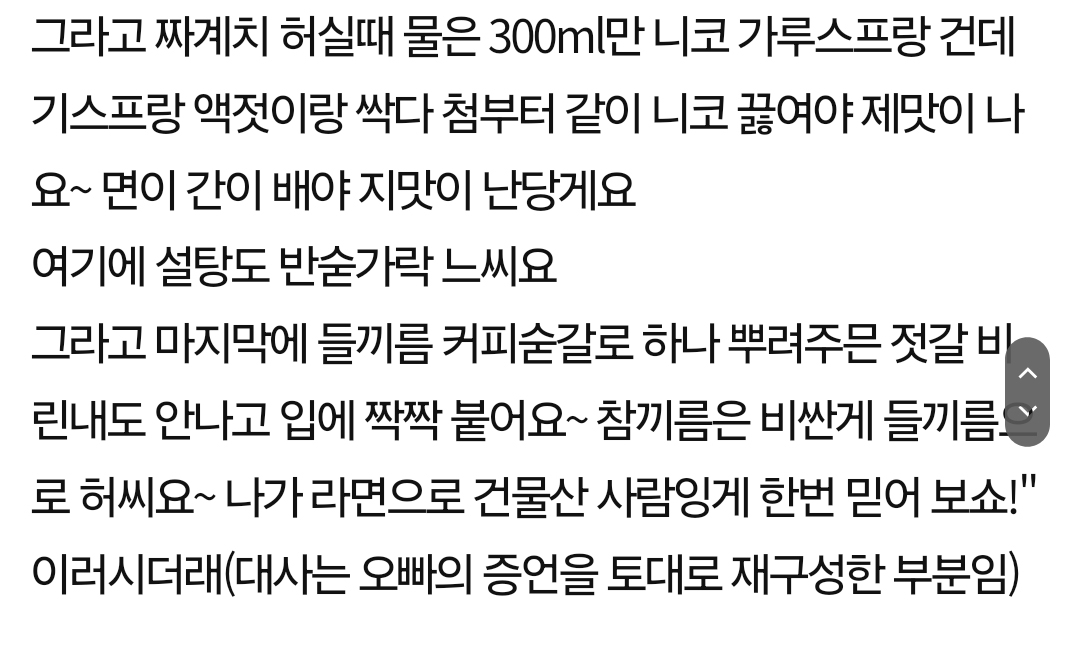 그라고 짜계치 허실때 물은 300ml만 니코 가루스프랑 건데
기스프랑 액젓이랑 싹다 첨부터 같이 니코 끓여야 제맛이 나
요~ 면이 간이 배야 지맛이 난당게요
여기에 설탕도 반숟가락 느씨요
그라고 마지막에 들끼름 커피숟갈로 하나 뿌려주믄 젓갈 비
린내도 안나고 입에 짝짝 붙어요~ 참끼름은 비싼게 들끼름으
로 허씨요~ 나가 라면으로 건물산 사람잉게 한번 믿어 보쇼!"
이러시더래(대사는 오빠의 증언을 토대로 재구성한 부분임)